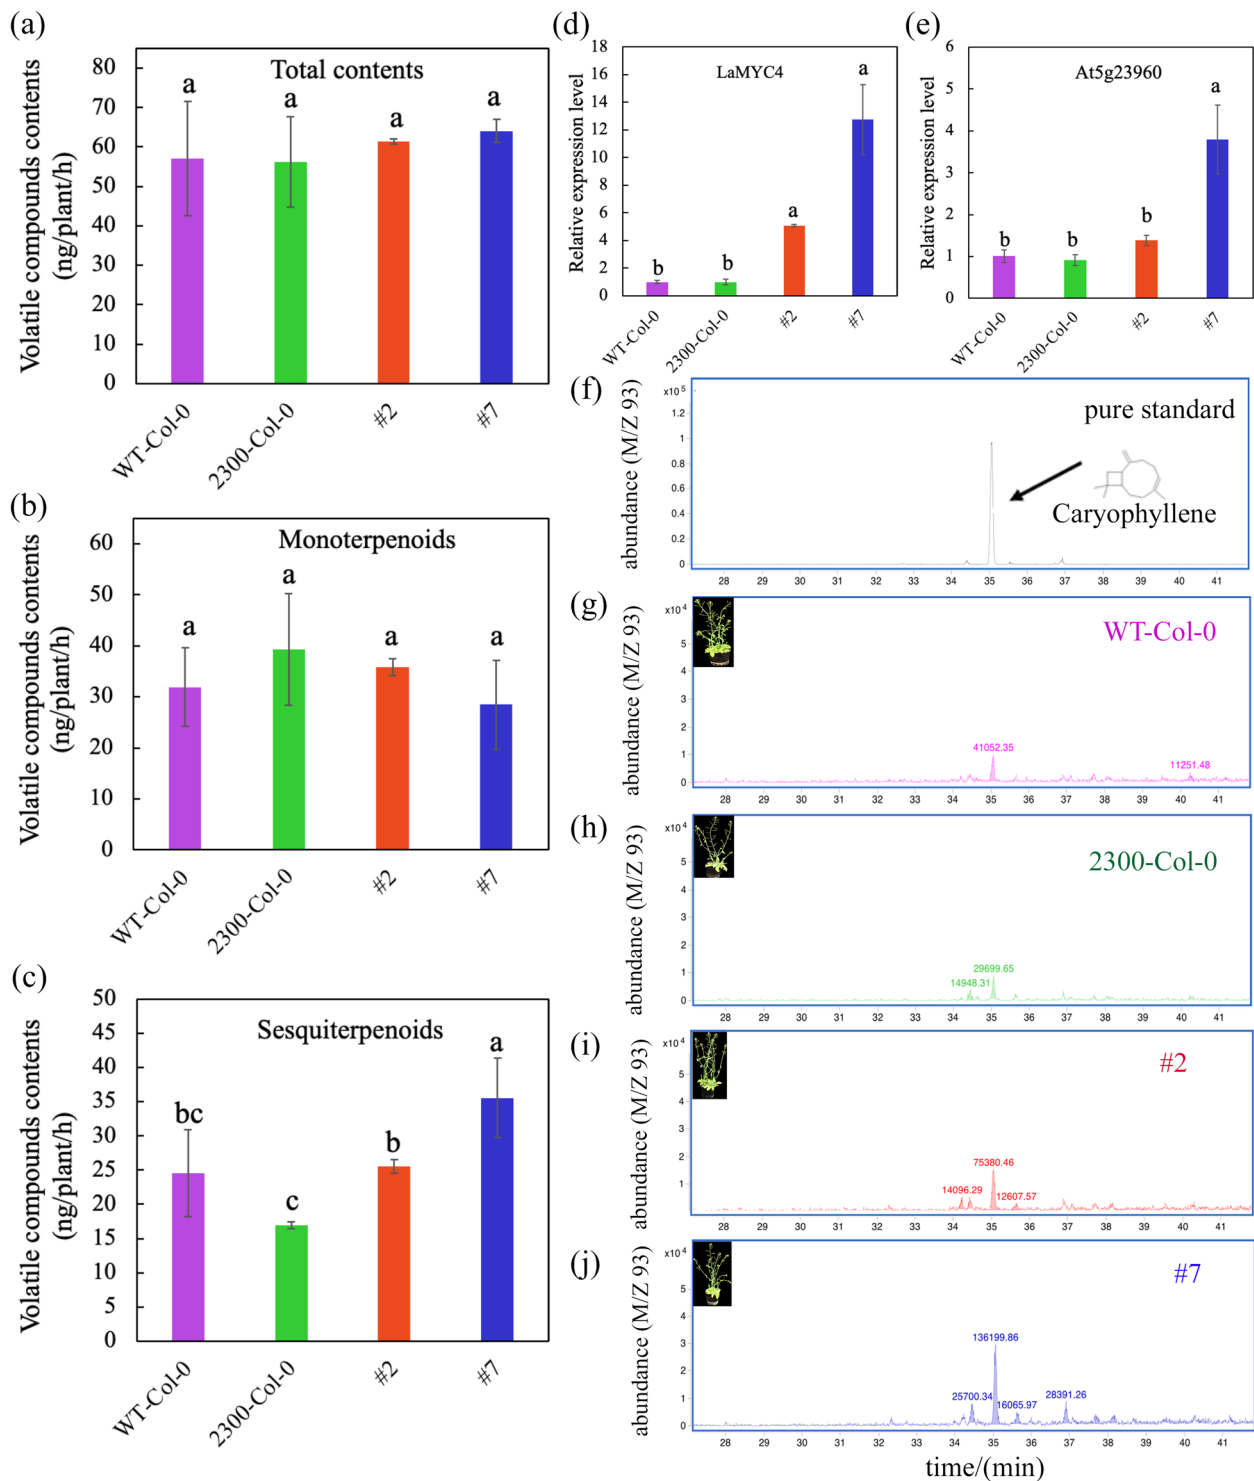 (a)
Total contents
Volatile compounds contents
(ng/plant/h)
80
70
60
50
40
30
20
10
0
a
a
a
a
WT-Col-0
2300-Col-0
#2
#7
(b)
Monoterpenoids
Volatile compounds contents
(ng/plant/h)
60
50
40
30
20
10
0
a
a
a
a
WT-Col-0
2300-Col-0
#2
#7
(c)
Sesquiterpenoids
Volatile compounds contents
(ng/plant/h)
50
45
40
35
30
25
20
15
10
5
0
bc
c
b
a
WT-Col-0
2300-Col-0
#2
#7
(d)
LaMYC4
Relative expression level
18
16
14
12
10
8
6
4
2
0
b
b
a
a
WT-Col-0
2300-Col-0
#2
#7
(e)
At5g23960
Relative expression level
6
5
4
3
2
1
0
b
b
b
a
WT-Col-0
2300-Col-0
#2
#7
(f)
abundance (M/Z 93)
x10⁵
1.2
1
0.8
0.6
0.4
0.2
0
pure standard
Caryophyllene
28 29 30 31 32 33 34 35 36 37 38 39 40 41
(g)
abundance (M/Z 93)
x10⁴
5
4
3
2
1
0
WT-Col-0
41052.35
11251.48
28 29 30 31 32 33 34 35 36 37 38 39 40 41
(h)
abundance (M/Z 93)
x10⁴
5
4
3
2
1
0
2300-Col-0
29699.65
14948.31
28 29 30 31 32 33 34 35 36 37 38 39 40 41
(i)
abundance (M/Z 93)
x10⁴
5
4
3
2
1
#2
75380.46
14096.29
12607.57
28 29 30 31 32 33 34 35 36 37 38 39 40 41
(j)
abundance (M/Z 93)
x10⁴
5
4
3
2
1
0
#7
136199.86
25700.34
16065.97
28391.26
28 29 30 31 32 33 34 35 36 37 38 39 40 41
time/(min)